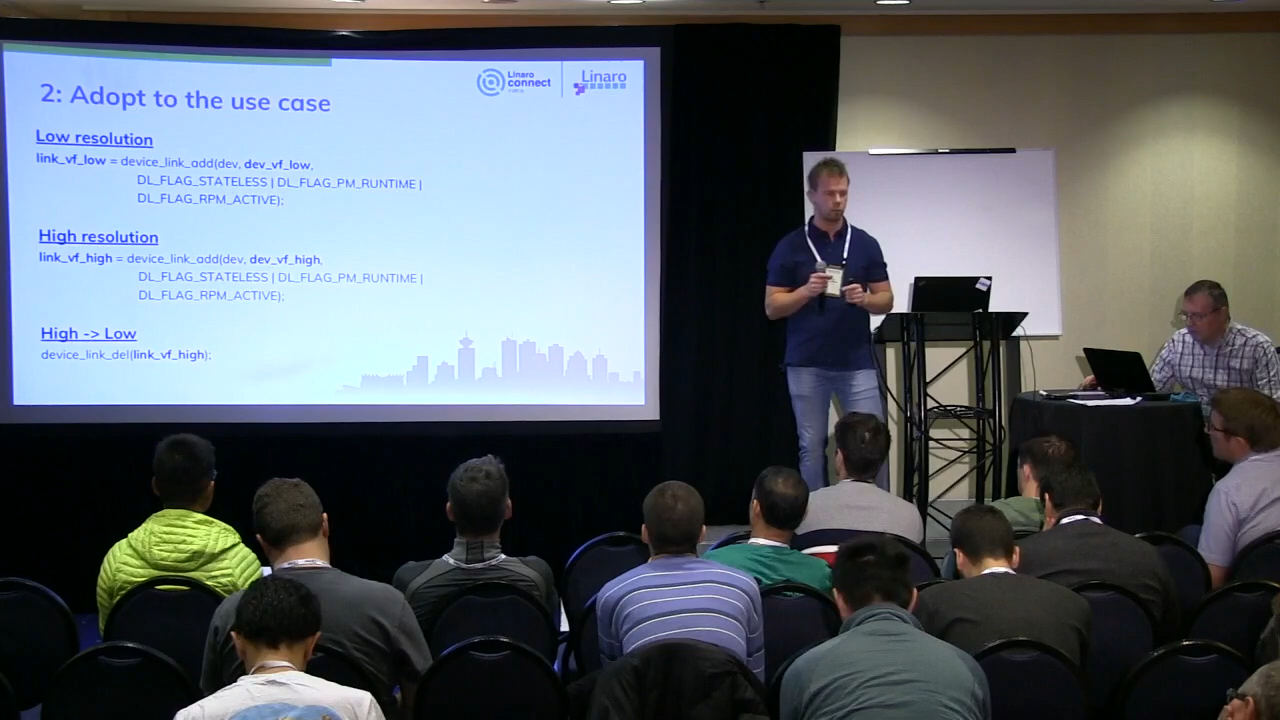 2: Adopt to the use case
Linaro
connect
Linaro
Low resolution
link_vf_low = device_link_add(dev, dev_vf_low,
DL_FLAG_STATELESS | DL_FLAG_PM_RUNTIME |
DL_FLAG_RPM_ACTIVE);
High resolution
link_vf_high = device_link_add(dev, dev_vf_high,
DL_FLAG_STATELESS | DL_FLAG_PM_RUNTIME |
DL_FLAG_RPM_ACTIVE);
High -> Low
device_link_del(link_vf_high);